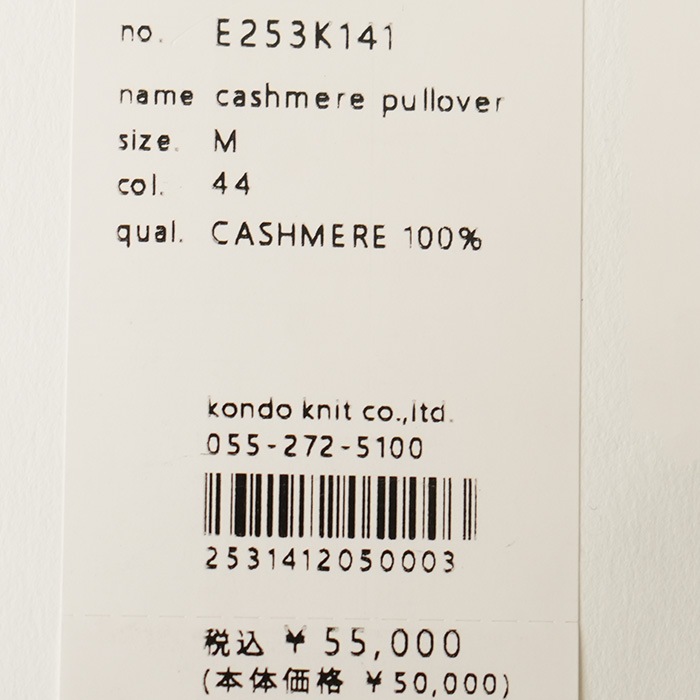 no. E253K141
name cashmere pullover
size. M
col. 44
qual. CASHMERE 100%
kondo knit co.,ltd.
055-272-5100
2531412050003
税込 ¥ 55,000
(本体価格 ¥50,000)